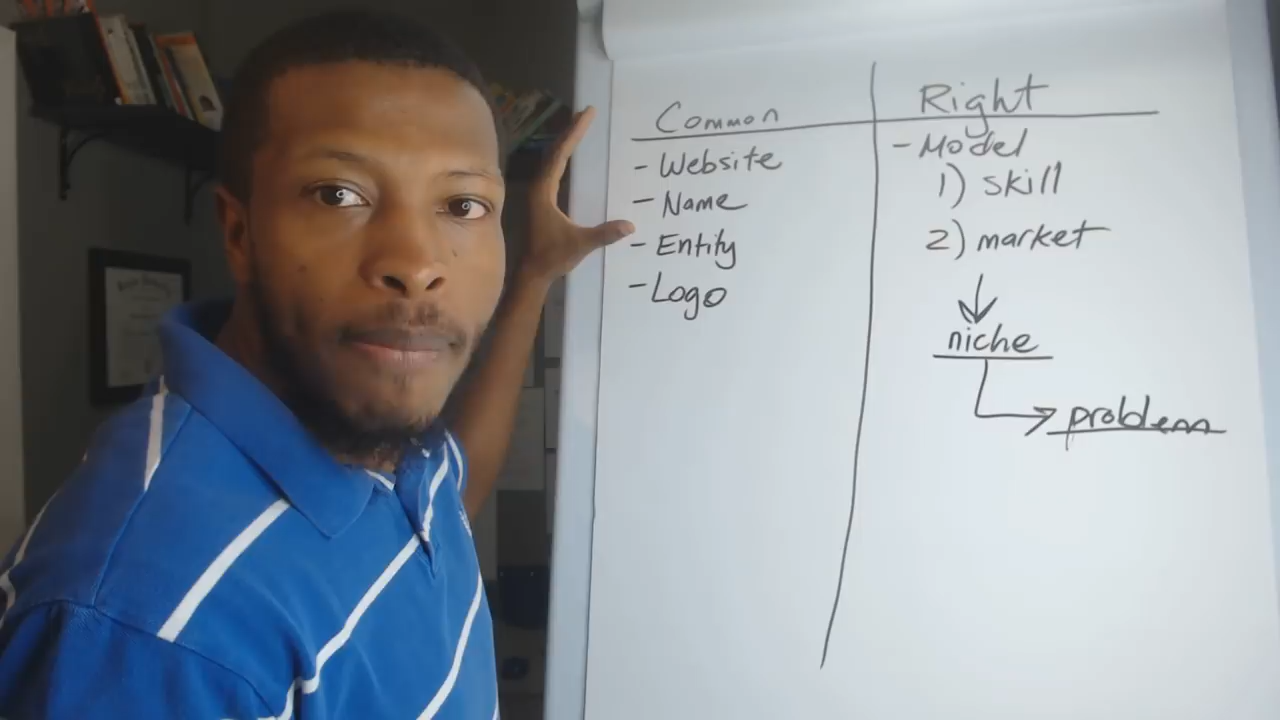 Common
- Website
- Name
- Entity
- Logo
Right
- Model
1) skill
2) market
niche
problem